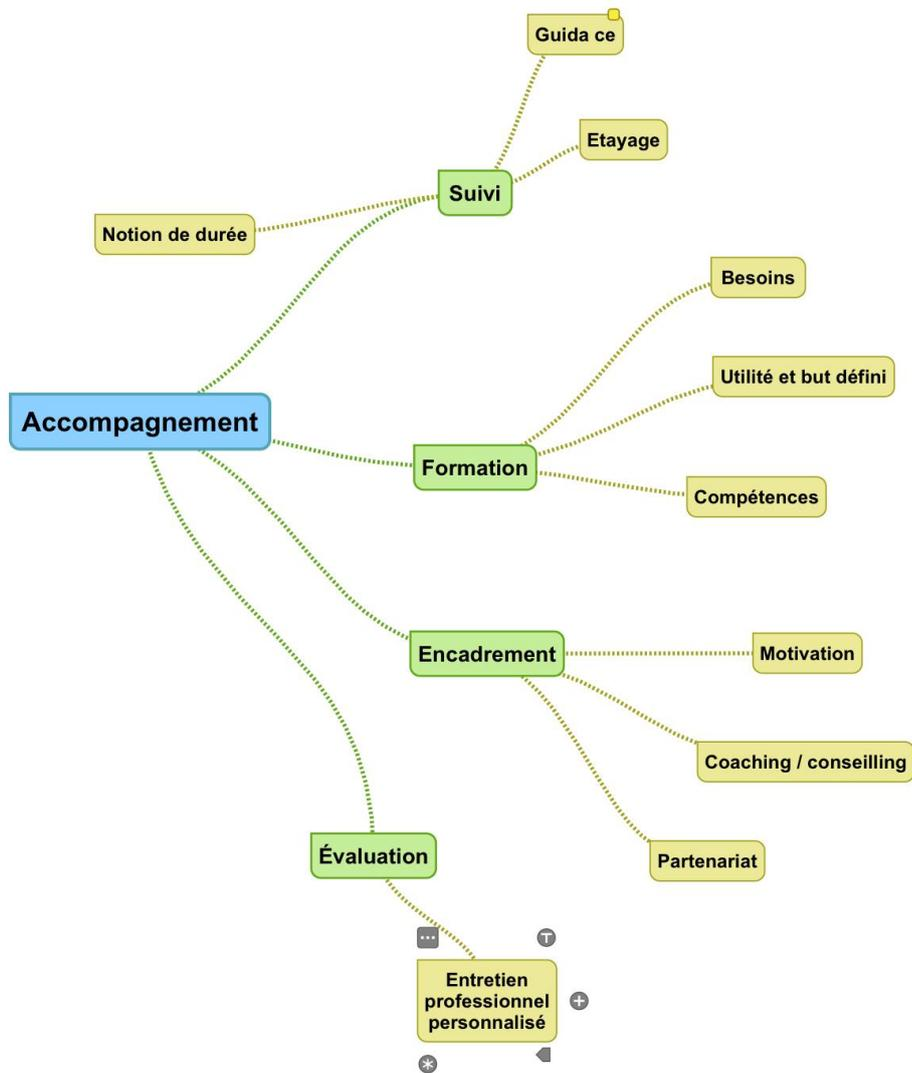 Guida ce
Etayage
Suivi
Notion de durée
Besoins
Utilité et but défini
Accompagnement
Formation
Compétences
Encadrement
Motivation
Coaching / conseilling
Évaluation
Partenariat
Entretien
professionnel
personnalisé